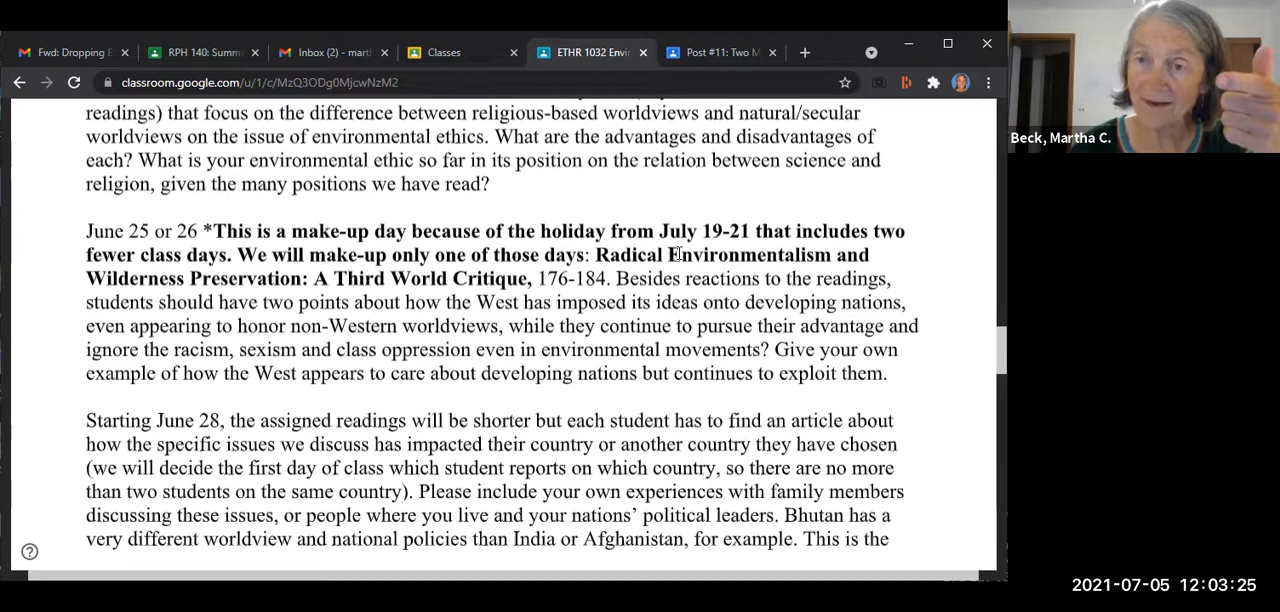 Fwd: Dropping E
RPH 140: Summ
Inbox (2) - mart
Classes
ETHR 1032 Envi
Post #11: Two M
classroom.google.com/u/1/c/MzQ3ODg0MjcwNzM2
Beck, Martha C.
readings) that focus on the difference between religious-based worldviews and natural/secular
worldviews on the issue of environmental ethics. What are the advantages and disadvantages of
each? What is your environmental ethic so far in its position on the relation between science and
religion, given the many positions we have read?
June 25 or 26 *This is a make-up day because of the holiday from July 19-21 that includes two
fewer class days. We will make-up only one of those days: Radical Environmentalism and
Wilderness Preservation: A Third World Critique, 176-184. Besides reactions to the readings,
students should have two points about how the West has imposed its ideas onto developing nations,
even appearing to honor non-Western worldviews, while they continue to pursue their advantage and
ignore the racism, sexism and class oppression even in environmental movements? Give your own
example of how the West appears to care about developing nations but continues to exploit them.
Starting June 28, the assigned readings will be shorter but each student has to find an article about
how the specific issues we discuss has impacted their country or another country they have chosen
(we will decide the first day of class which student reports on which country, so there are no more
than two students on the same country). Please include your own experiences with family members
discussing these issues, or people where you live and your nations’ political leaders. Bhutan has a
very different worldview and national policies than India or Afghanistan, for example. This is the
2021-07-05 12:03:25